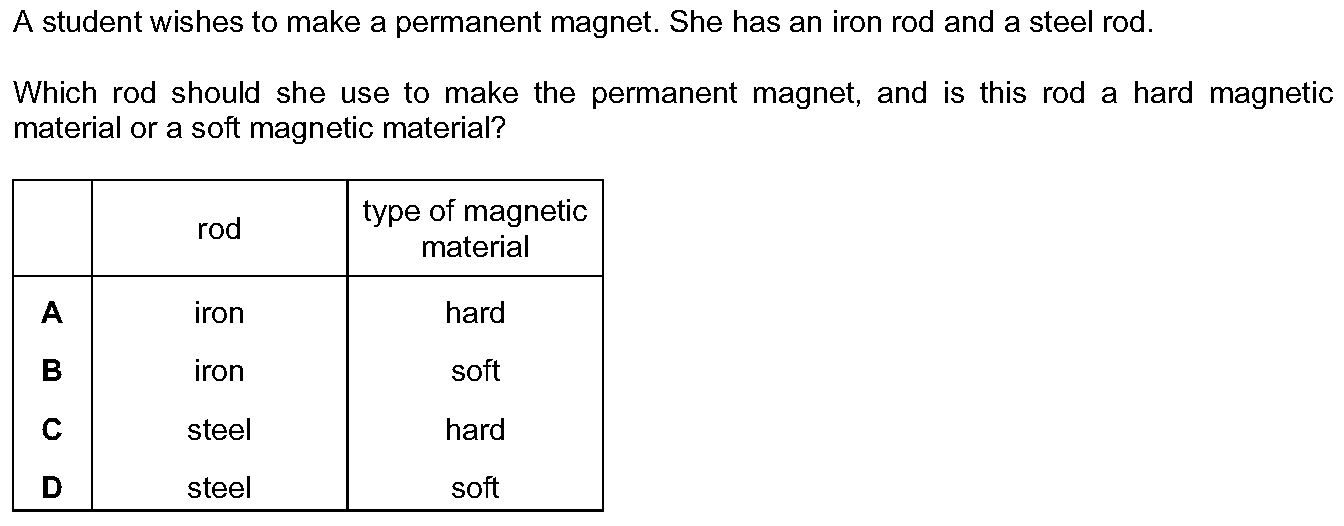 A student wishes to make a permanent magnet. She has an iron rod and a steel rod.
Which rod should she use to make the permanent magnet, and is this rod a hard magnetic
material or a soft magnetic material?
rod type of magnetic
material
A iron hard
B iron soft
C steel hard
D steel soft